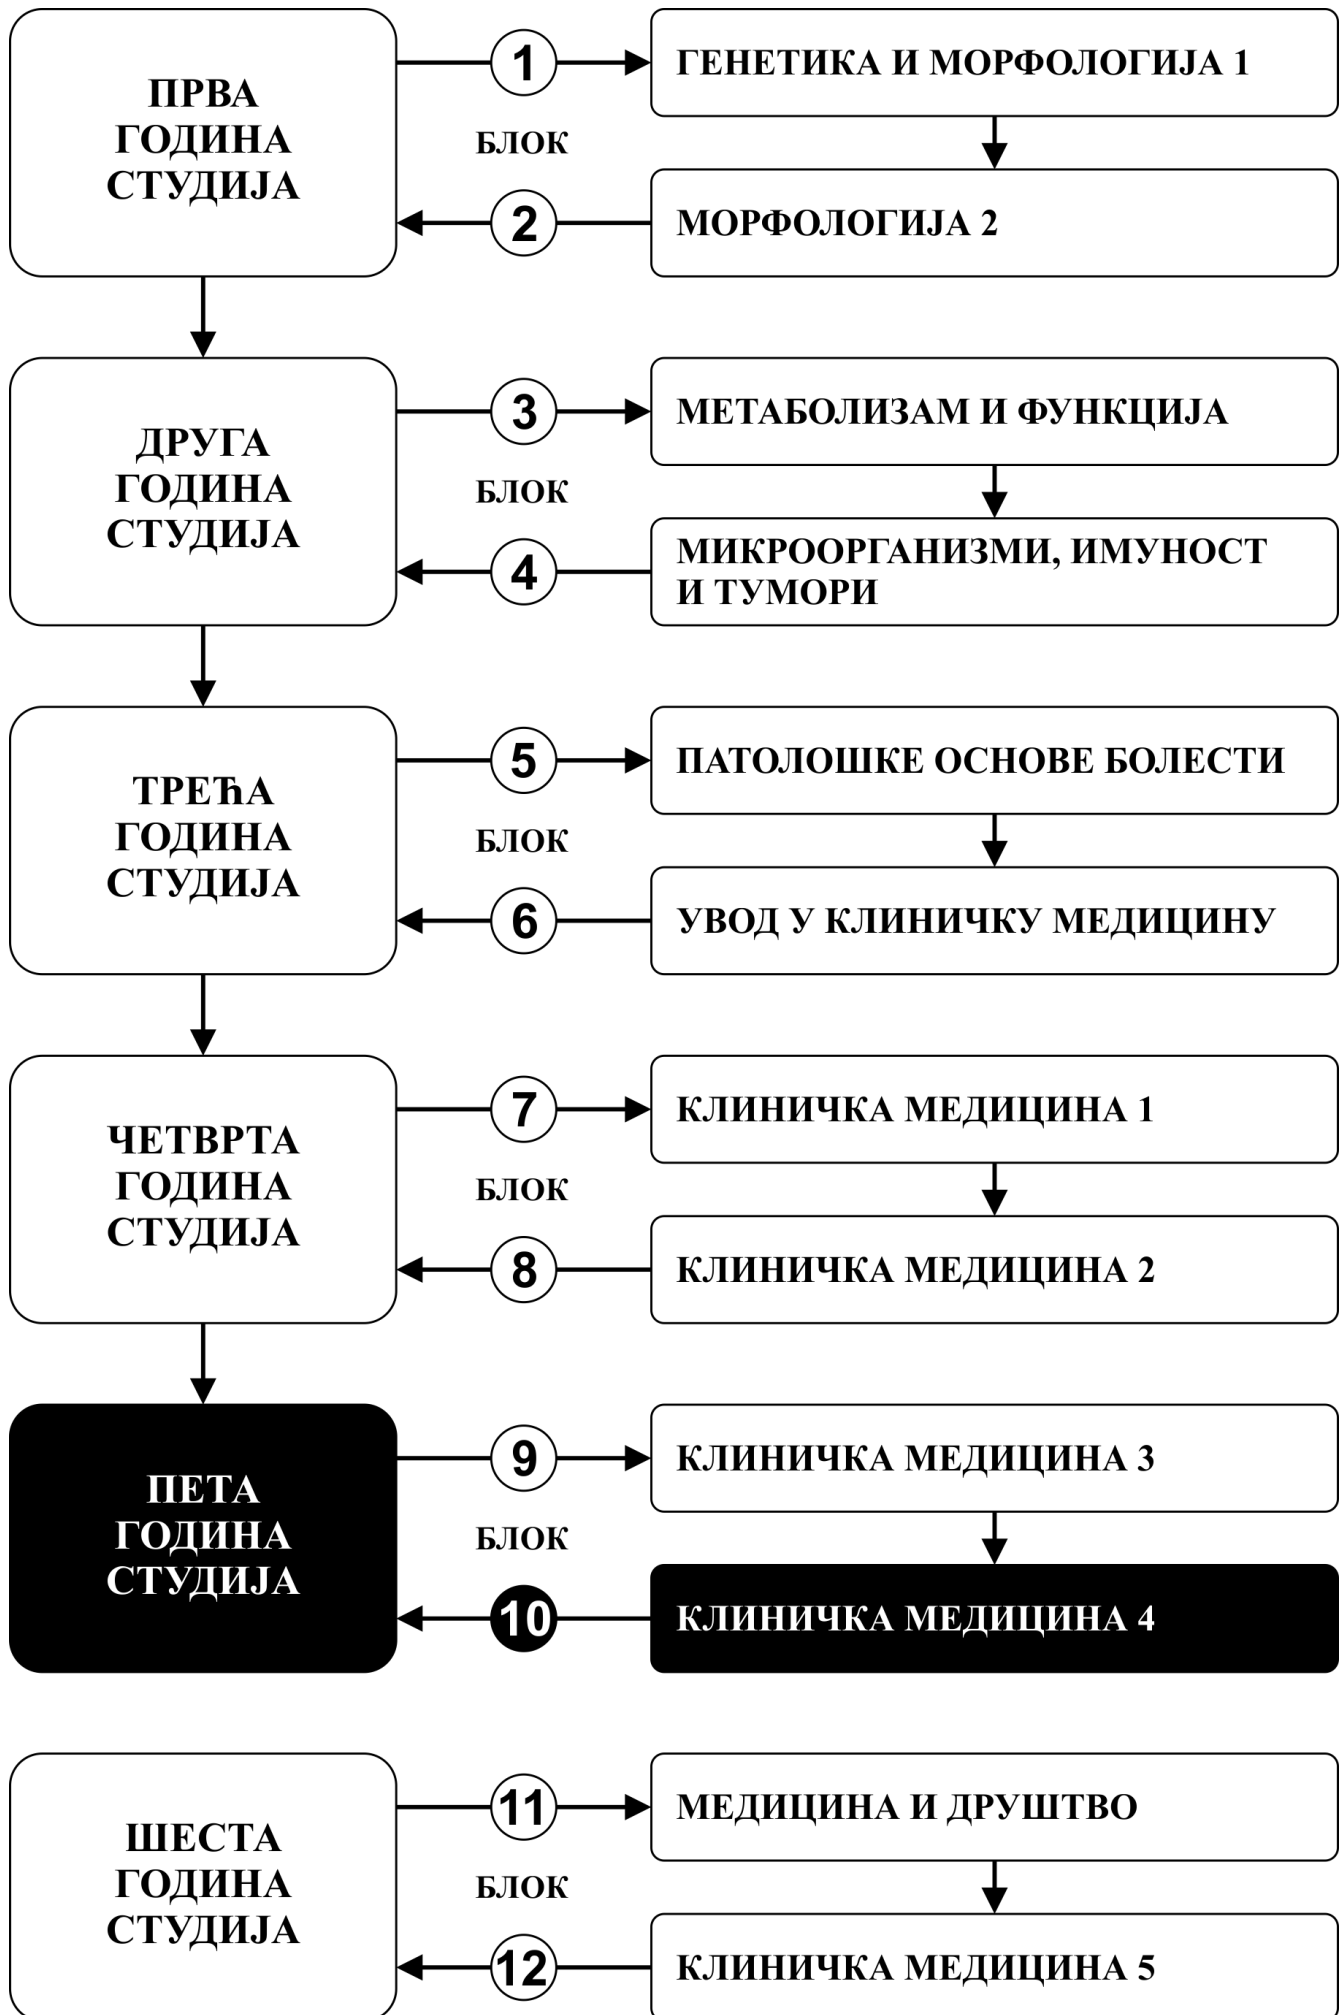 ПРВА
ГОДИНА
СТУДИЈА
1
БЛОК
2
ГЕНЕТИКА И МОРФОЛОГИЈА 1
МОРФОЛОГИЈА 2
ДРУГА
ГОДИНА
СТУДИЈА
3
БЛОК
4
МЕТАБОЛИЗАМ И ФУНКЦИЈА
МИКРООРГАНИЗМИ, ИМУНОСТ
И ТУМОРИ
ТРЕЋА
ГОДИНА
СТУДИЈА
5
БЛОК
6
ПАТОЛОШКЕ ОСНОВЕ БОЛЕСТИ
УВОД У КЛИНИЧКУ МЕДИЦИНУ
ЧЕТВРТА
ГОДИНА
СТУДИЈА
7
БЛОК
8
КЛИНИЧКА МЕДИЦИНА 1
КЛИНИЧКА МЕДИЦИНА 2
ПЕТА
ГОДИНА
СТУДИЈА
9
БЛОК
10
КЛИНИЧКА МЕДИЦИНА 3
КЛИНИЧКА МЕДИЦИНА 4
ШЕСТА
ГОДИНА
СТУДИЈА
11
БЛОК
12
МЕДИЦИНА И ДРУШТВО
КЛИНИЧКА МЕДИЦИНА 5